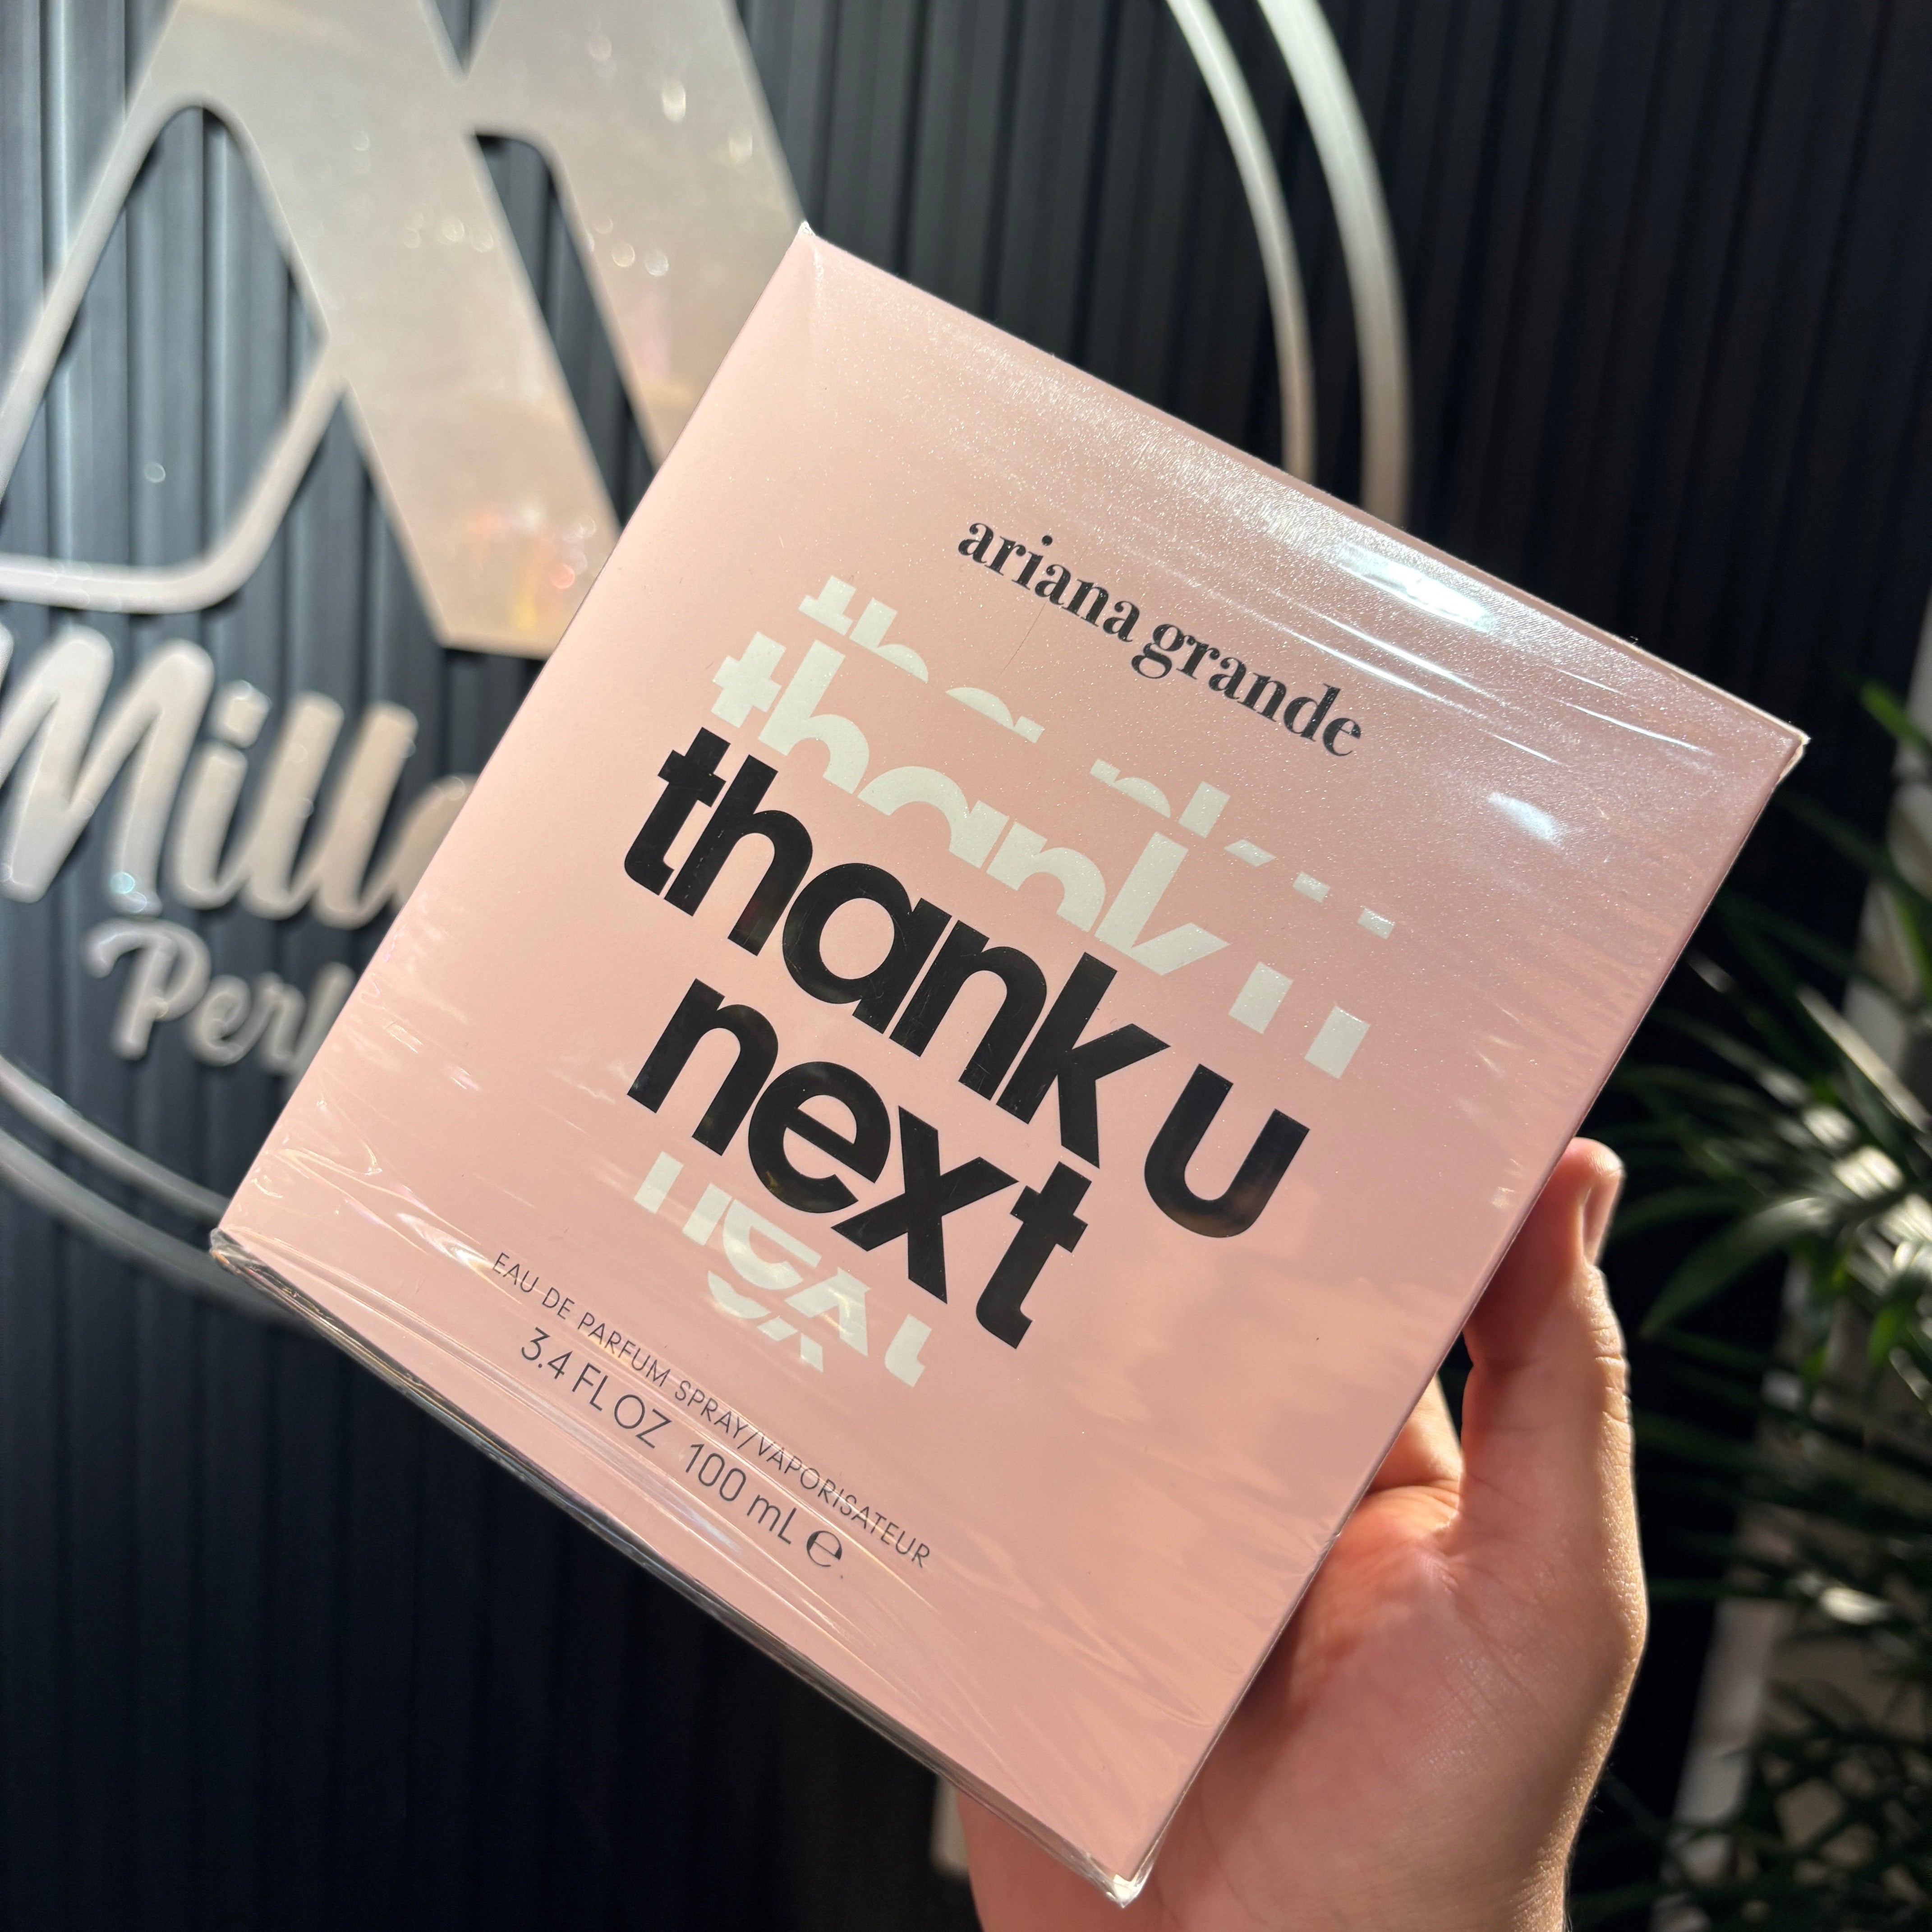 ariana grande
thank u
next
EAU DE PARFUM SPRAY/VAPORISATEUR
3.4 FL OZ 100 mL e